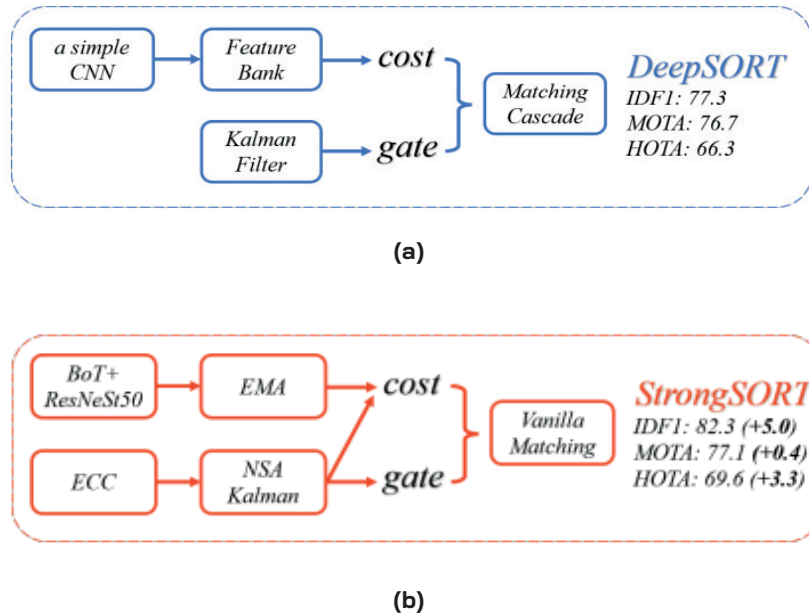 a simple
CNN
Feature
Bank
cost
Kalman
Filter
gate
Matching
Cascade
DeepSORT
IDF1: 77.3
MOTA: 76.7
HOTA: 66.3
(a)
BoT+
ResNeSt50
EMA
cost
ECC
NSA
Kalman
gate
Vanilla
Matching
StrongSORT
IDF1: 82.3 (+5.0)
MOTA: 77.1 (+0.4)
HOTA: 69.6 (+3.3)
(b)